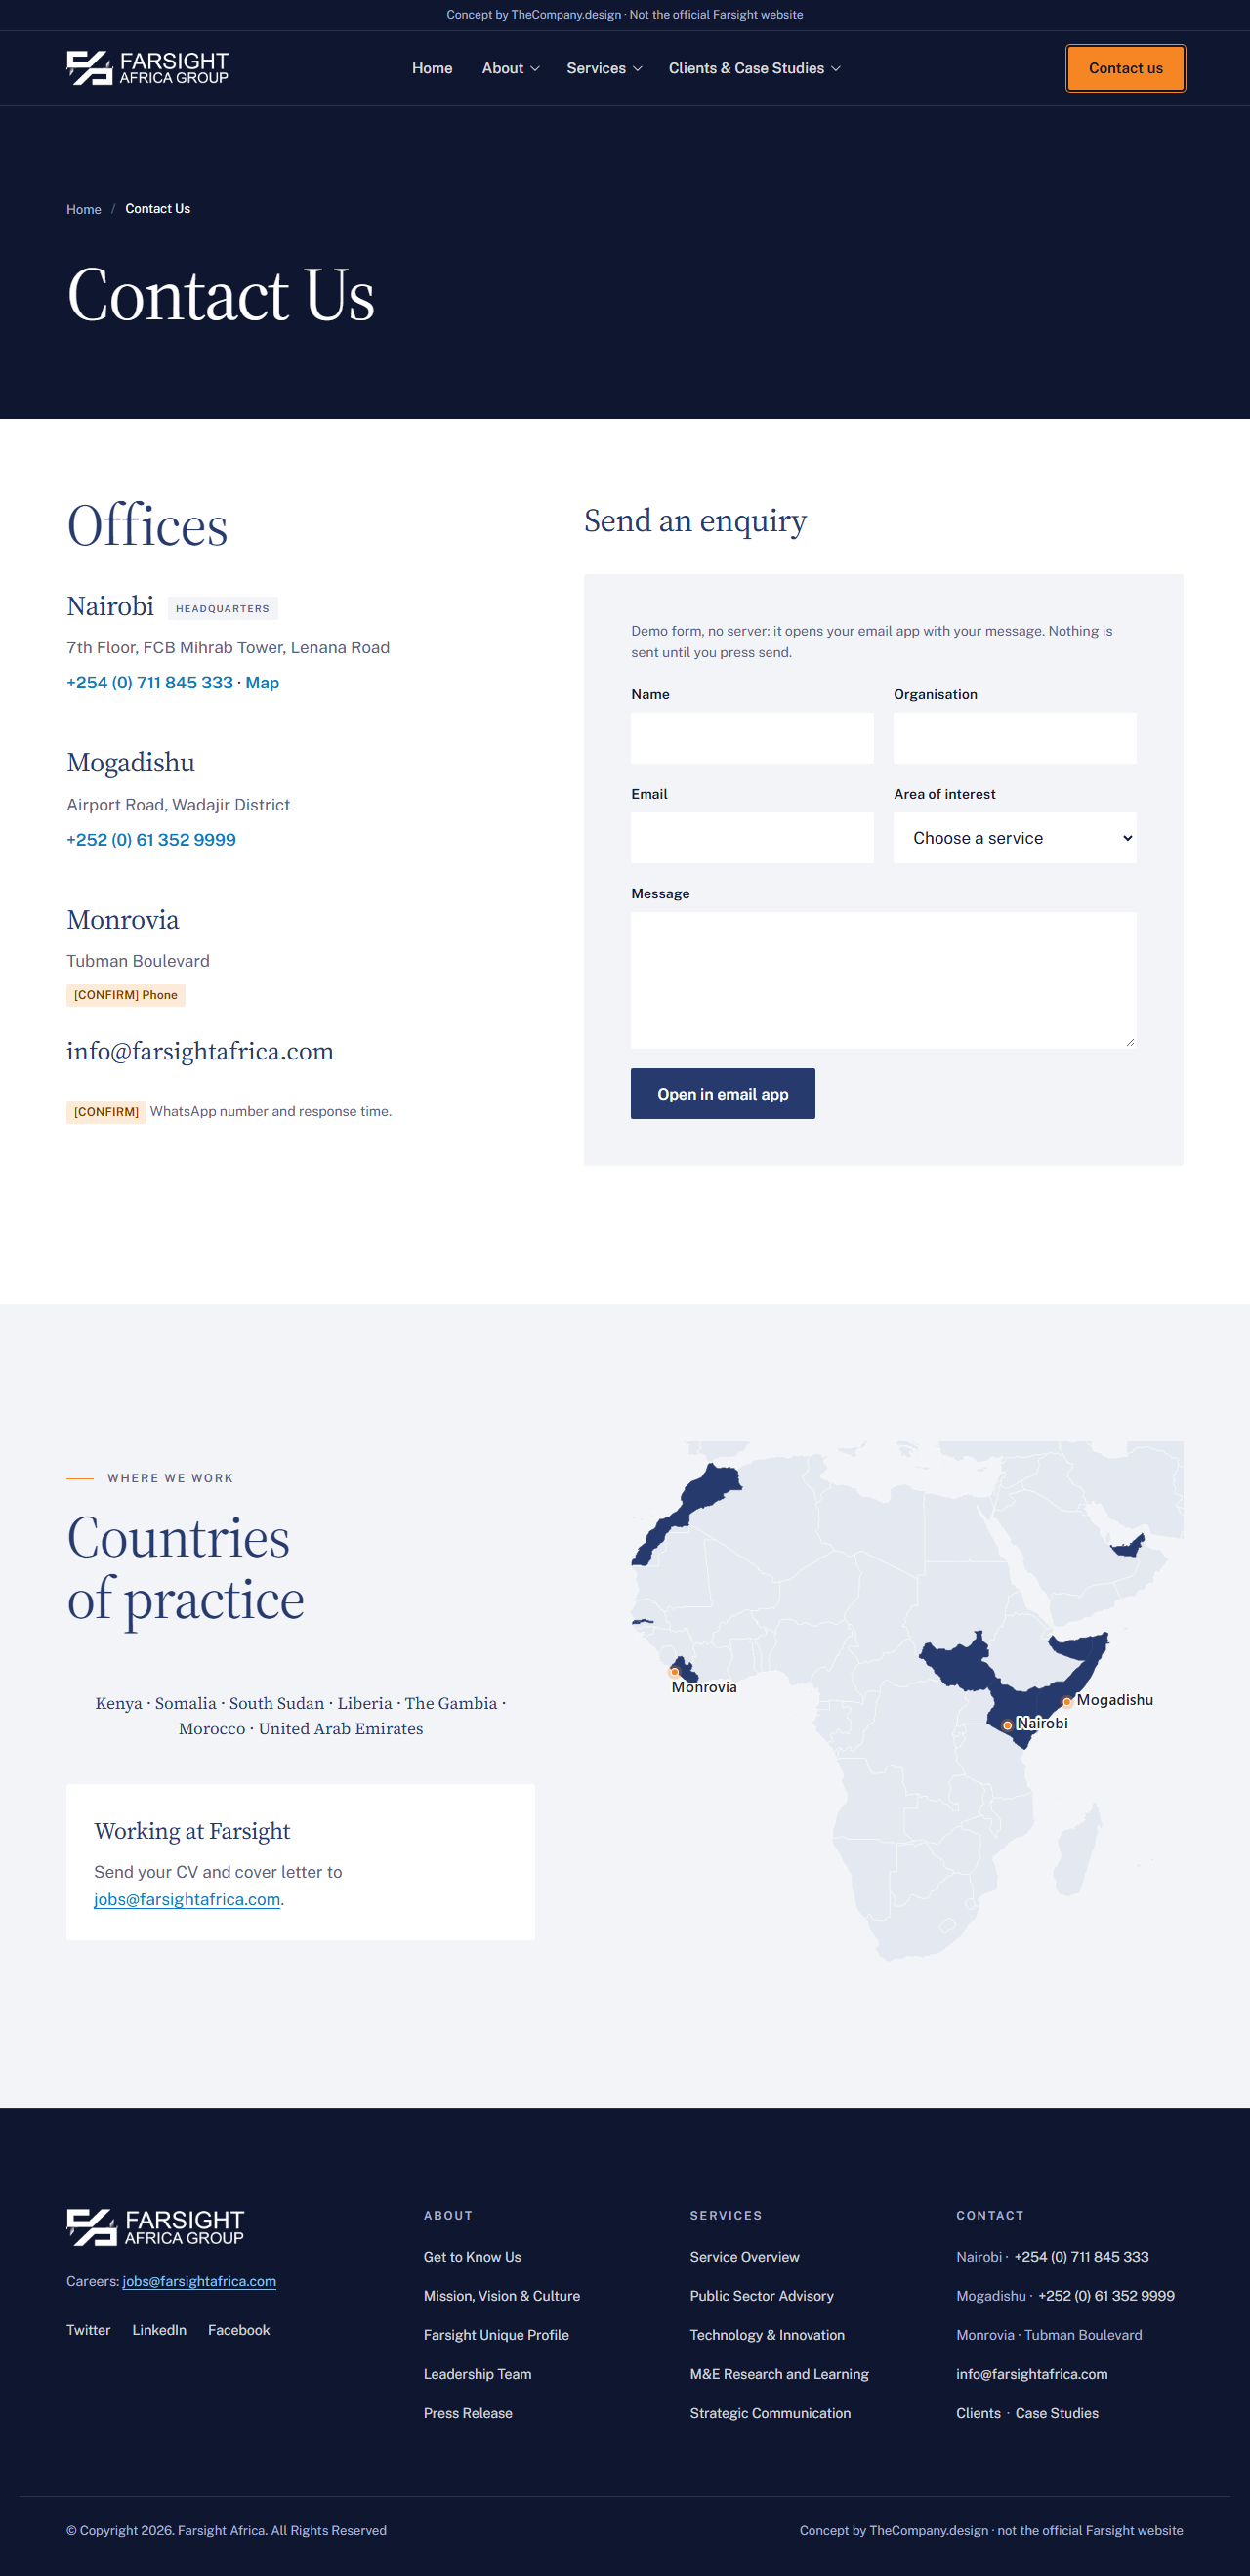 Concept by TheCompany.design · Not the official Farsight website
FARSIGHT
AFRICA GROUP
Home
About
Services
Clients & Case Studies
Contact us
Home / Contact Us
Contact Us
Offices
Nairobi HEADQUARTERS
7th Floor, FCB Mihrab Tower, Lenana Road
+254 (0) 711 845 333 · Map
Mogadishu
Airport Road, Wadajir District
+252 (0) 61 352 9999
Monrovia
Tubman Boulevard
[CONFIRM] Phone
info@farsightafrica.com
[CONFIRM] WhatsApp number and response time.
Send an enquiry
Demo form, no server: it opens your email app with your message. Nothing is
sent until you press send.
Name
Organisation
Email
Area of interest
Choose a service
Message
Open in email app
WHERE WE WORK
Countries
of practice
Kenya · Somalia · South Sudan · Liberia · The Gambia ·
Morocco · United Arab Emirates
Working at Farsight
Send your CV and cover letter to
jobs@farsightafrica.com.
Monrovia
Mogadishu
Nairobi
FARSIGHT
AFRICA GROUP
Careers: jobs@farsightafrica.com
Twitter
LinkedIn
Facebook
ABOUT
Get to Know Us
Mission, Vision & Culture
Farsight Unique Profile
Leadership Team
Press Release
SERVICES
Service Overview
Public Sector Advisory
Technology & Innovation
M&E Research and Learning
Strategic Communication
CONTACT
Nairobi · +254 (0) 711 845 333
Mogadishu · +252 (0) 61 352 9999
Monrovia · Tubman Boulevard
info@farsightafrica.com
Clients · Case Studies
© Copyright 2026. Farsight Africa. All Rights Reserved
Concept by TheCompany.design · not the official Farsight website